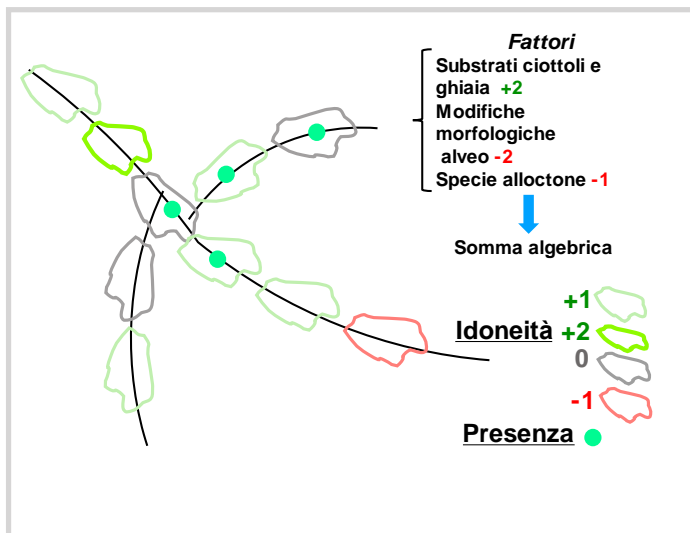 Fattori
Substrati ciottoli e
ghiaia +2
Modifiche
morfologiche
alveo -2
Specie alloctone -1
Somma algebrica
+1
Idoneità +2
0
-1
Presenza